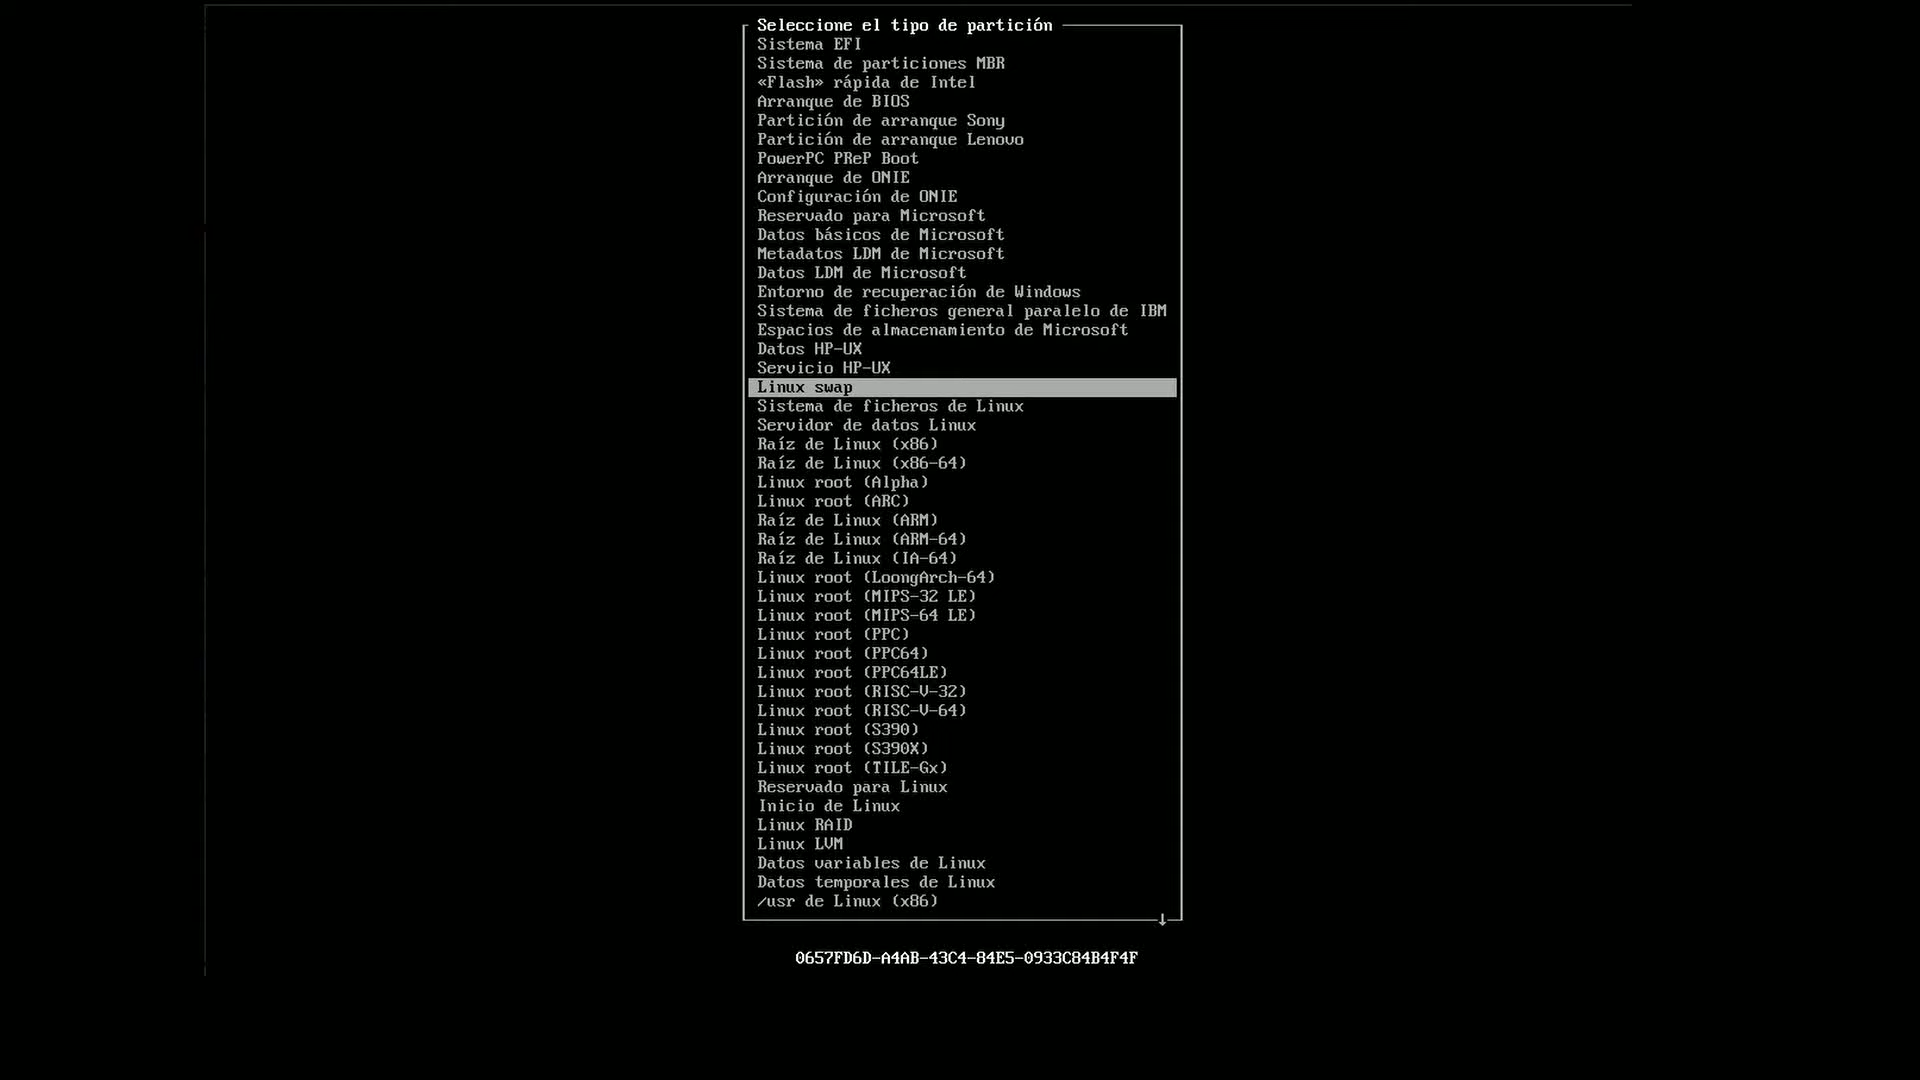 Seleccione el tipo de partición
Sistema EFI
Sistema de particiones MBR
«Flash» rápida de Intel
Arranque de BIOS
Partición de arranque Sony
Partición de arranque Lenovo
PowerPC PReP Boot
Arranque de ONIE
Configuración de ONIE
Reservado para Microsoft
Datos básicos de Microsoft
Metadatos LDM de Microsoft
Datos LDM de Microsoft
Entorno de recuperación de Windows
Sistema de ficheros general paralelo de IBM
Espacios de almacenamiento de Microsoft
Datos HP-UX
Servicio HP-UX
Linux swap
Sistema de ficheros de Linux
Servidor de datos Linux
Raíz de Linux (x86)
Raíz de Linux (x86-64)
Linux root (Alpha)
Linux root (ARC)
Raíz de Linux (ARM)
Raíz de Linux (ARM-64)
Raíz de Linux (IA-64)
Linux root (LoongArch-64)
Linux root (MIPS-32 LE)
Linux root (MIPS-64 LE)
Linux root (PPC)
Linux root (PPC64)
Linux root (PPC64LE)
Linux root (RISC-V-32)
Linux root (RISC-V-64)
Linux root (S390)
Linux root (S390X)
Linux root (TILE-Gx)
Reservado para Linux
Inicio de Linux
Linux RAID
Linux LVM
Datos variables de Linux
Datos temporales de Linux
/usr de Linux (x86)
0657FD6D-A4AB-43C4-84E5-0933C84B4F4F